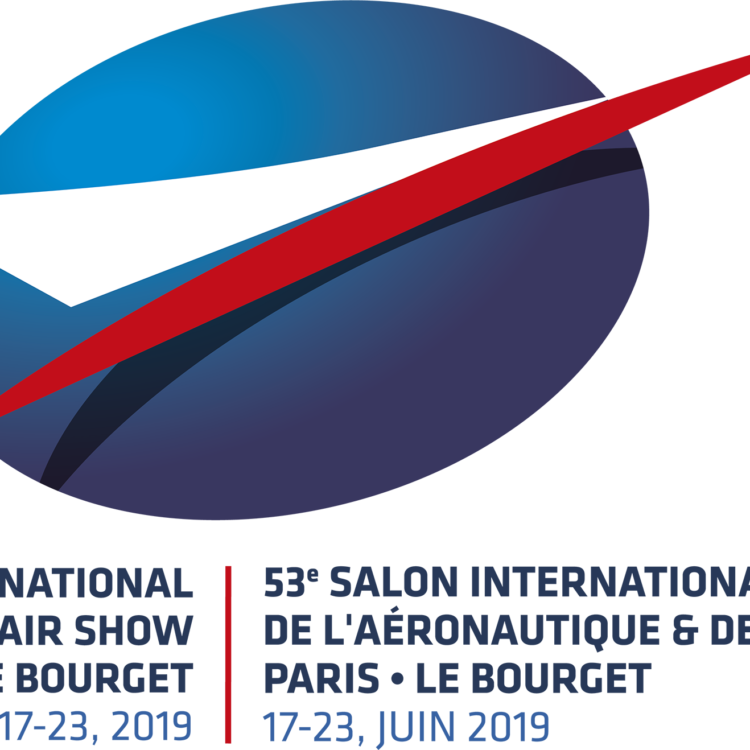 NATIONAL
AIR SHOW
E BOURGET
17-23, 2019
53e SALON INTERNATIONA
DE L'AÉRONAUTIQUE & DE
PARIS • LE BOURGET
17-23, JUIN 2019